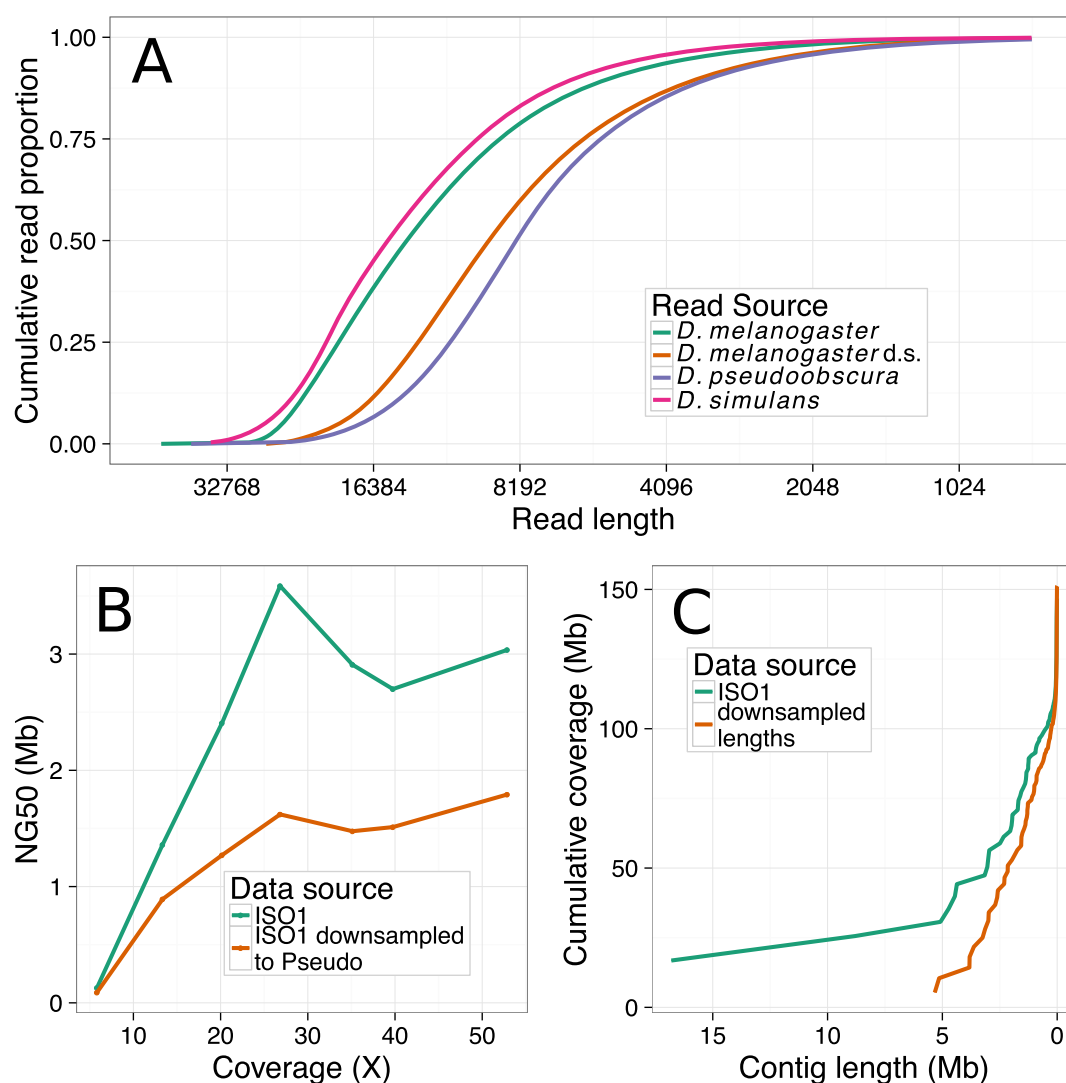 A
1.00
0.75
0.50
0.25
0.00
Cumulative read proportion
Read Source
D. melanogaster
D. melanogaster d.s.
D. pseudoobscura
D. simulans
32768 16384 8192 4096 2048 1024
Read length
B
3
2
1
0
NG50 (Mb)
Data source
ISO1
ISO1 downsampled
to Pseudo
10 20 30 40 50
Coverage (X)
C
150
100
50
0
Cumulative coverage (Mb)
Data source
ISO1
downsampled
lengths
15 10 5 0
Contig length (Mb)